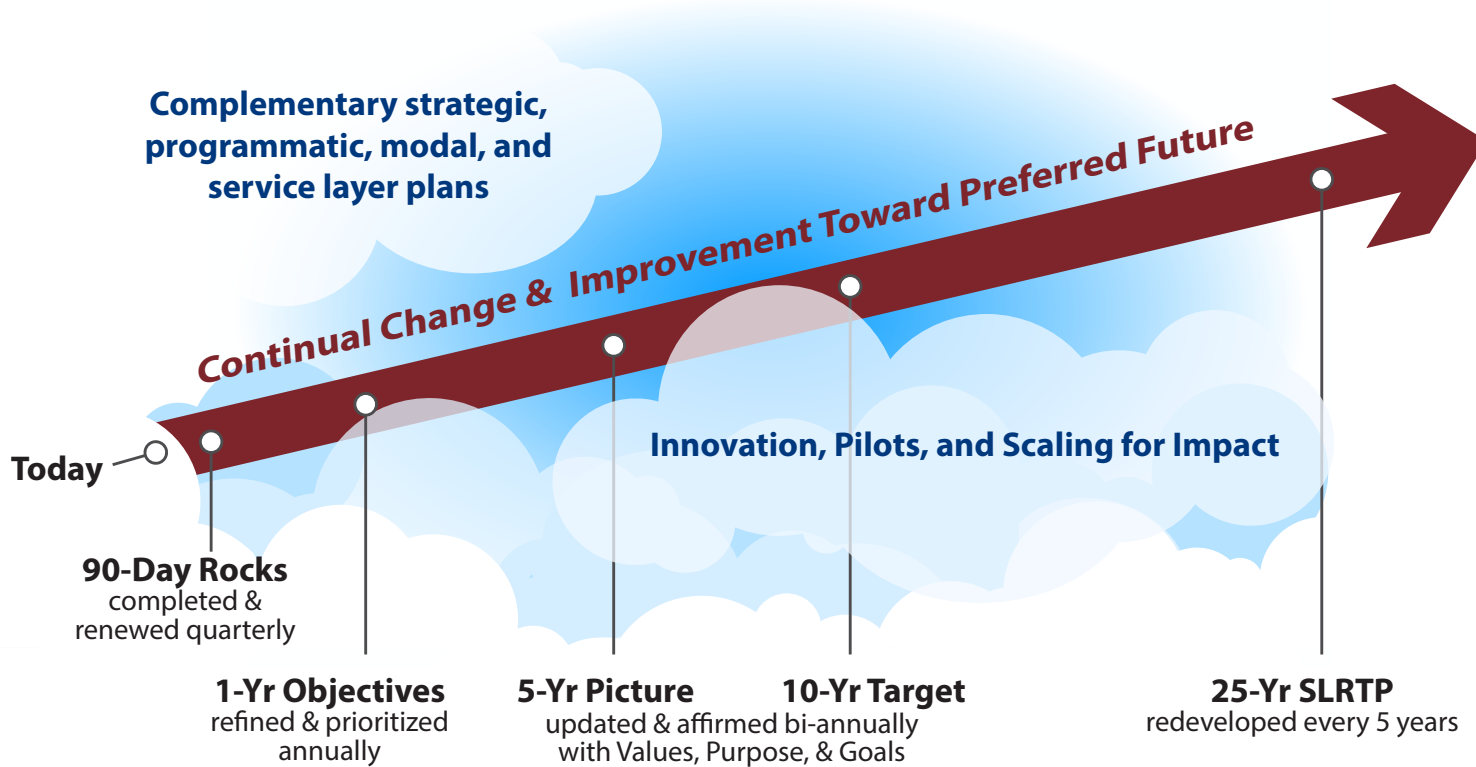 Complementary strategic,
programmatic, modal, and
service layer plans
Continual Change & Improvement Toward Preferred Future
Innovation, Pilots, and Scaling for Impact
Today
90-Day Rocks
completed &
renewed quarterly
1-Yr Objectives
refined & prioritized
annually
5-Yr Picture
10-Yr Target
updated & affirmed bi-annually
with Values, Purpose, & Goals
25-Yr SLRTP
redeveloped every 5 years